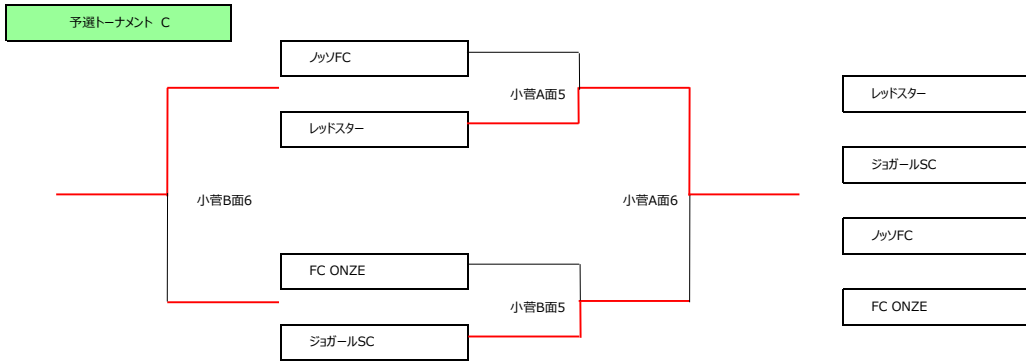 予選トーナメント C
ノッソFC
小菅A面5
レッドスター
小菅B面6
小菅A面6
FC ONZE
小菅B面5
ジョガールSC
レッドスター
ジョガールSC
ノッソFC
FC ONZE